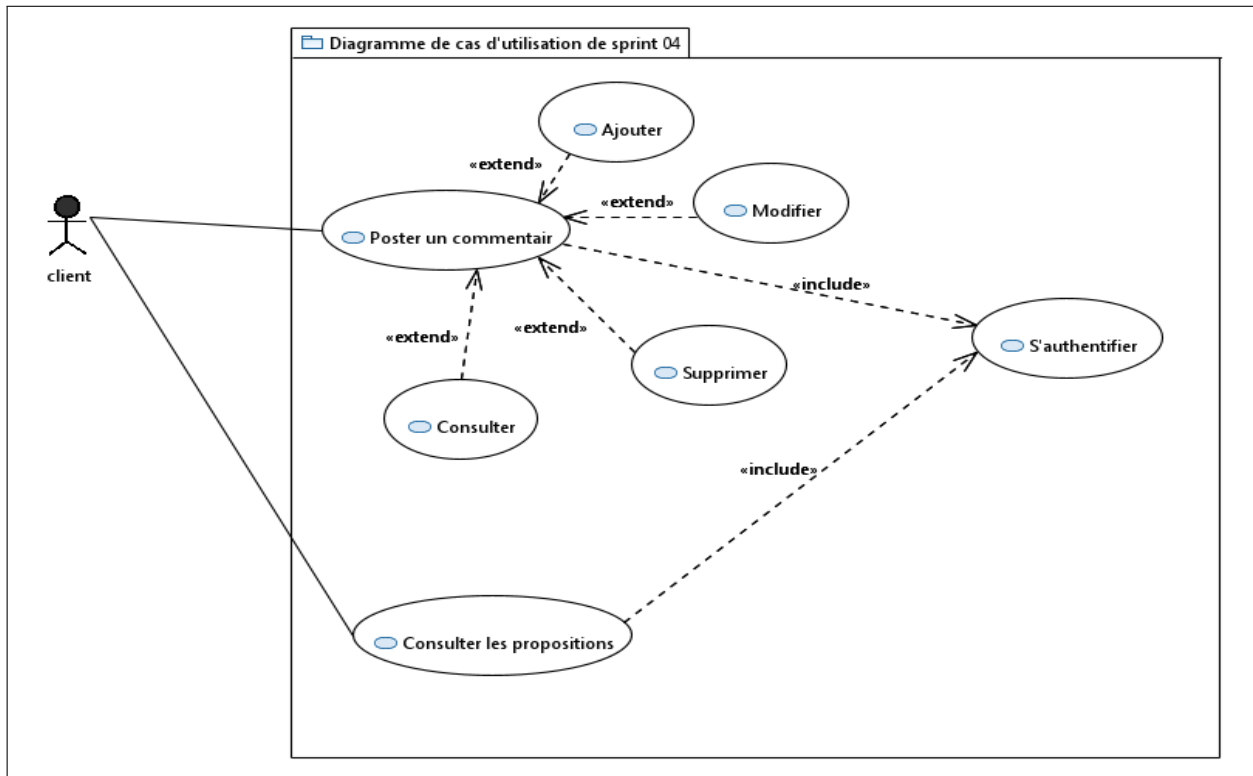 Diagramme de cas d'utilisation de sprint 04
Ajouter
«extend»
«extend»
Modifier
Poster un commentair
client
«include»
«extend»
«extend»
S'authentifier
Supprimer
Consulter
«include»
Consulter les propositions